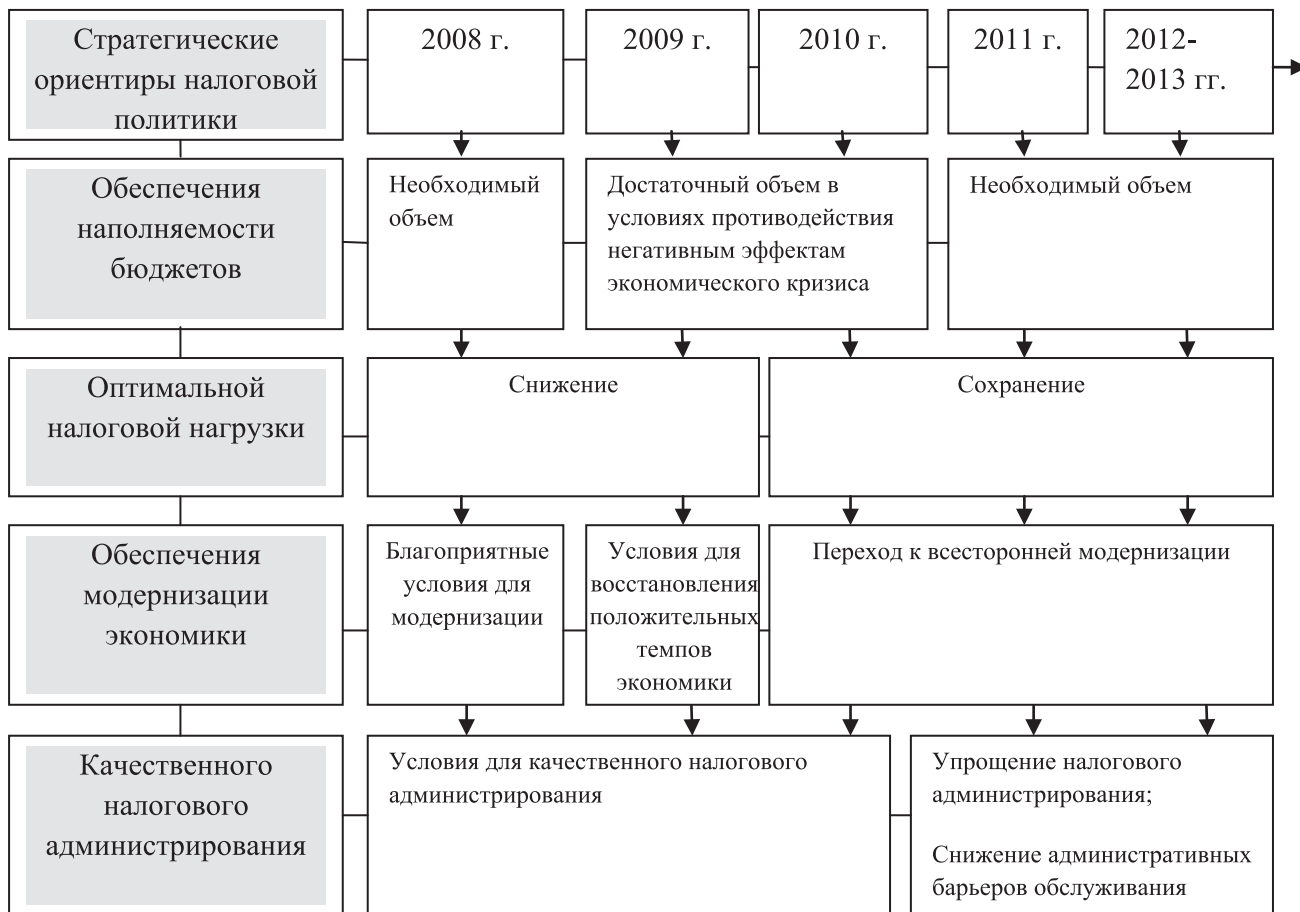 Стратегические
ориентиры налоговой
политики
2008 г.
2009 г.
2010 г.
2011 г.
2012-
2013 гг.
Обеспечения
наполняемости
бюджетов
Необходимый
объем
Достаточный объем в
условиях противодействия
негативным эффектам
экономического кризиса
Необходимый объем
Оптимальной
налоговой нагрузки
Снижение
Сохранение
Обеспечения
модернизации
экономики
Благоприятные
условия для
модернизации
Условия для
восстановления
положительных
темпов
экономики
Переход к всесторонней модернизации
Качественного
налогового
администрирования
Условия для качественного налогового
администрирования
Упрощение налогового
администрирования;
Снижение административных
барьеров обслуживания